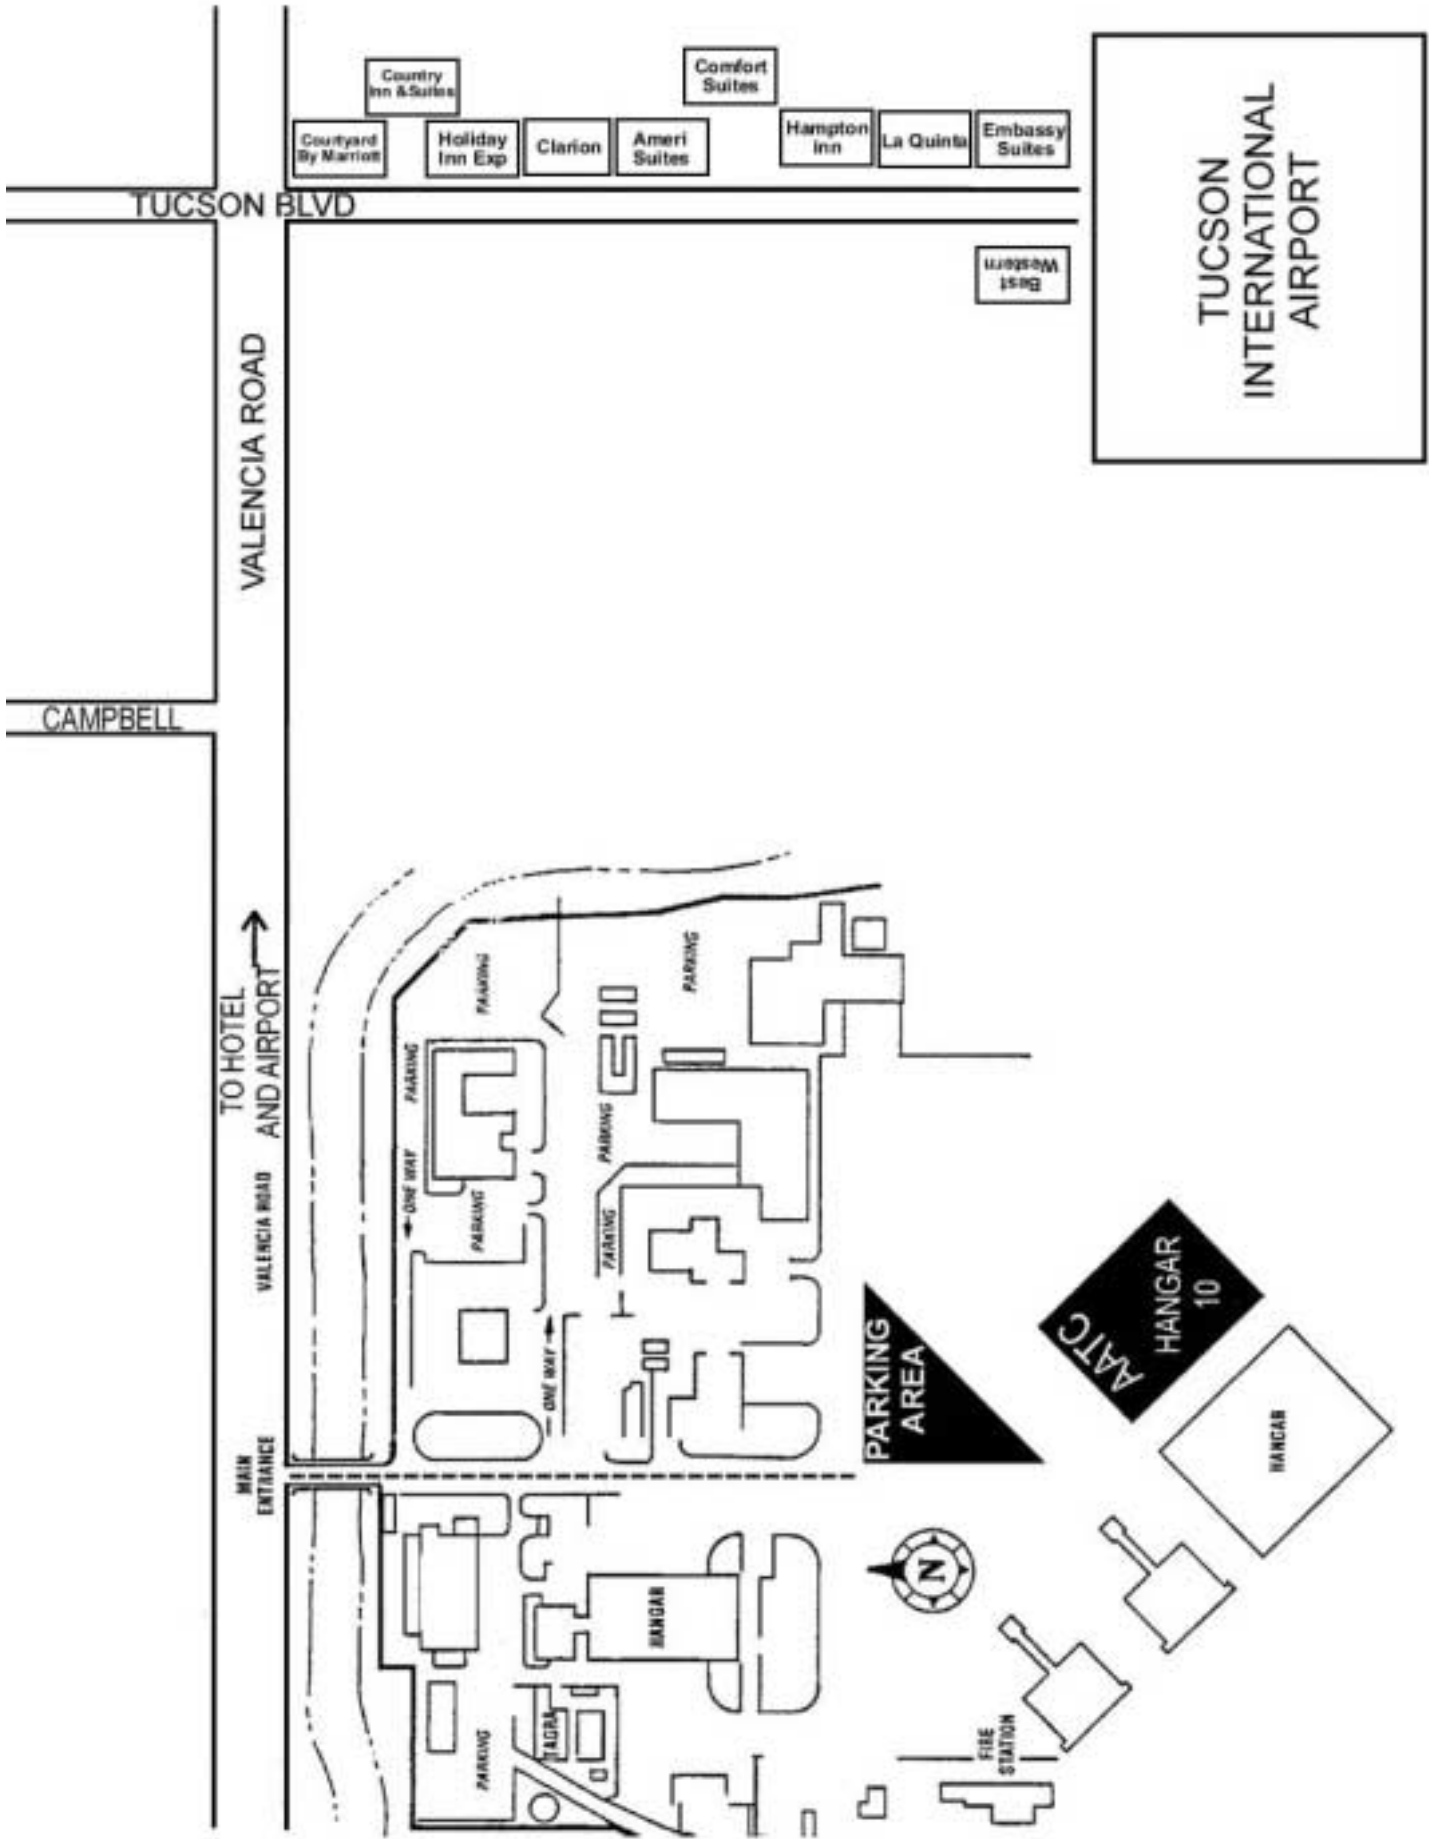 Country
Inn & Suites
Comfort
Suites
Courtyard
By Marriott
Holiday
Inn Exp
Clarion
Ameri
Suites
Hampton
Inn
La Quinta
Embassy
Suites
TUCSON
INTERNATIONAL
AIRPORT
TUCSON BLVD
Best
Western
VALENCIA ROAD
CAMPBELL
TO HOTEL
AND AIRPORT
PARKING
PARKING
PARKING
PARKING
ONE WAY
PARKING
PARKING
VALENCIA ROAD
ONE WAY
PARKING
AREA
AATC
HANGAR
10
MAIN
ENTRANCE
HANGAR
N
HANGAR
TAGRA
PARKING
FIRE
STATION